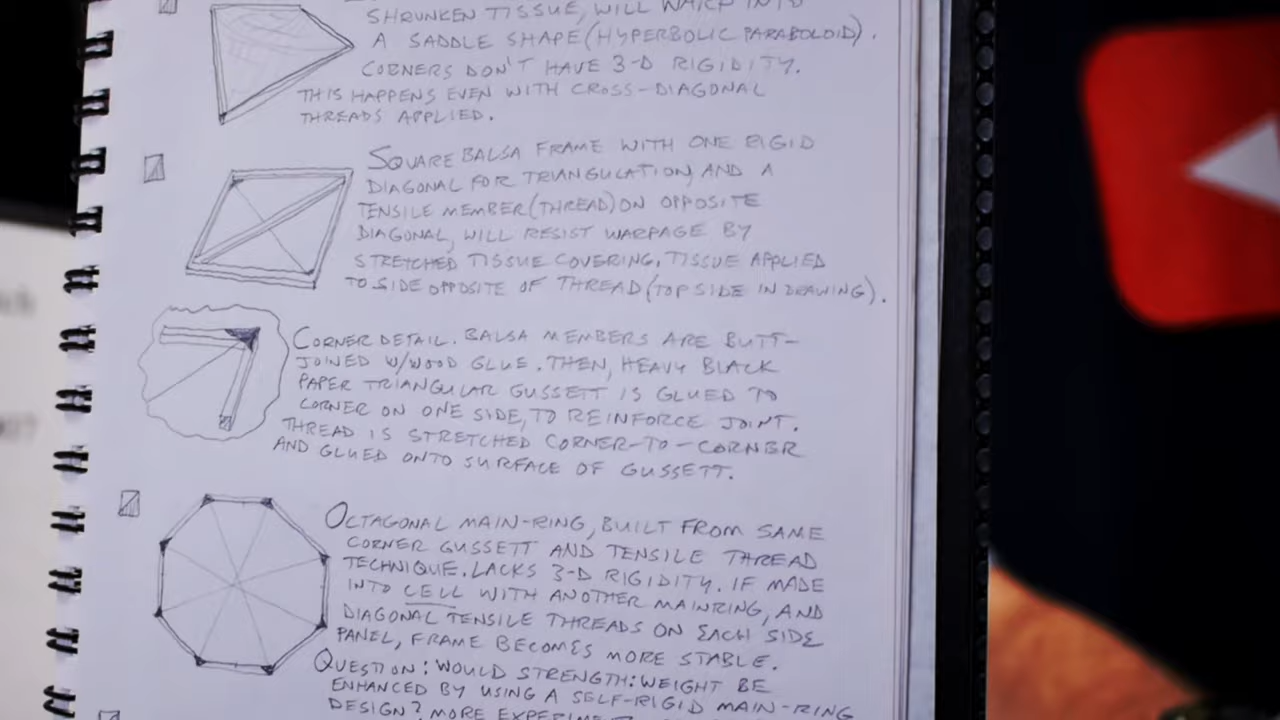 SHRUNKEN TISSUE, WILL WHICH INTO
A SADDLE SHAPE (HYPERBOLIC PARABOLOID).
CORNERS DON'T HAVE 3-D RIGIDITY.
THIS HAPPENS EVEN WITH CROSS-DIAGONAL
THREADS APPLIED.
SQUARE BALSA FRAME WITH ONE RIGID
DIAGONAL FOR TRIANGULATION, AND A
TENSILE MEMBER (THREAD) ON OPPOSITE
DIAGONAL, WILL RESIST WARPAGE BY
STRETCHED TISSUE COVERING. TISSUE APPLIED
TO SIDE OPPOSITE OF THREAD (TOP SIDE IN DRAWING).
CORNER DETAIL. BALSA MEMBERS ARE BUTT-
JOINED W/WOOD GLUE. THEN, HEAVY BLACK
PAPER TRIANGULAR GUSSETT IS GLUED TO
CORNER ON ONE SIDE, TO REINFORCE JOINT.
THREAD IS STRETCHED CORNER-TO-CORNER
AND GLUED ONTO SURFACE OF GUSSETT.
OCTAGONAL MAIN-RING, BUILT FROM SAME
CORNER GUSSETT AND TENSILE THREAD
TECHNIQUE. LACKS 3-D RIGIDITY. IF MADE
INTO CELL WITH ANOTHER MAINRING, AND
DIAGONAL TENSILE THREADS ON EACH SIDE
PANEL, FRAME BECOMES MORE STABLE.
QUESTION: WOULD STRENGTH:WEIGHT BE
ENHANCED BY USING A SELF-RIGID MAIN-RING
DESIGN? MORE